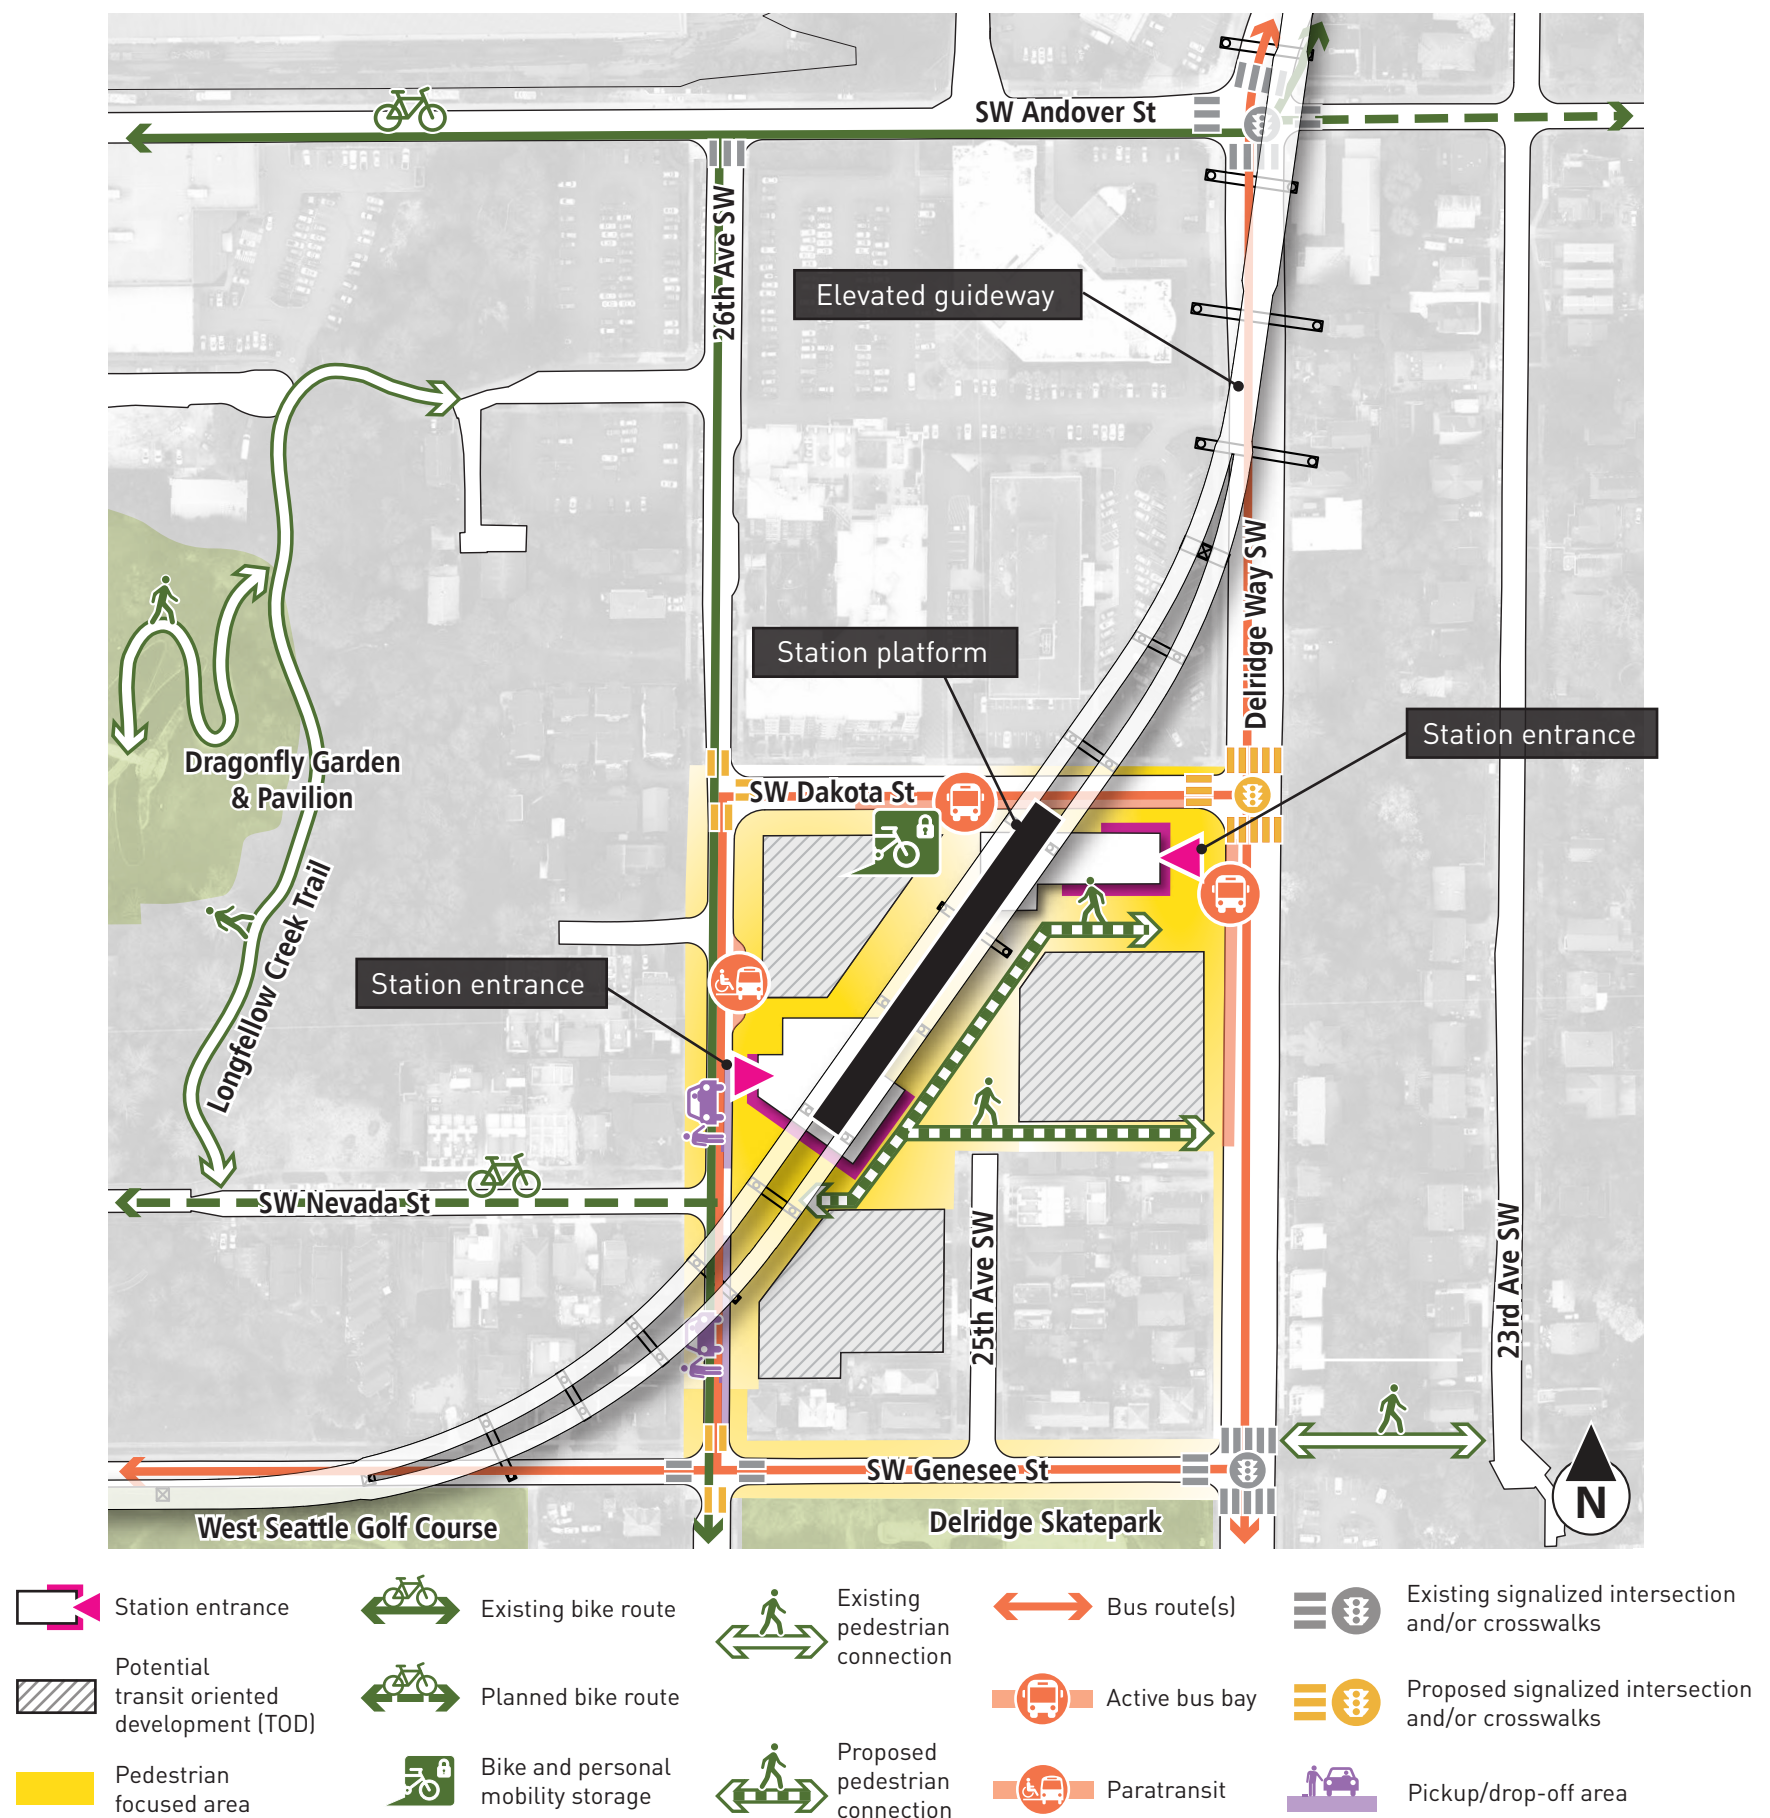 SW Andover St
26th Ave SW
Elevated guideway
Delridge Way SW
Station platform
Station entrance
Dragonfly Garden
& Pavilion
SW Dakota St
Longfellow Creek Trail
Station entrance
SW Nevada St
25th Ave SW
23rd Ave SW
SW Genesee St
West Seattle Golf Course
Delridge Skatepark
N
Station entrance
Potential
transit oriented
development (TOD)
Pedestrian
focused area
Existing bike route
Planned bike route
Bike and personal
mobility storage
Existing
pedestrian
connection
Proposed
pedestrian
connection
Bus route(s)
Active bus bay
Paratransit
Existing signalized intersection
and/or crosswalks
Proposed signalized intersection
and/or crosswalks
Pickup/drop-off area